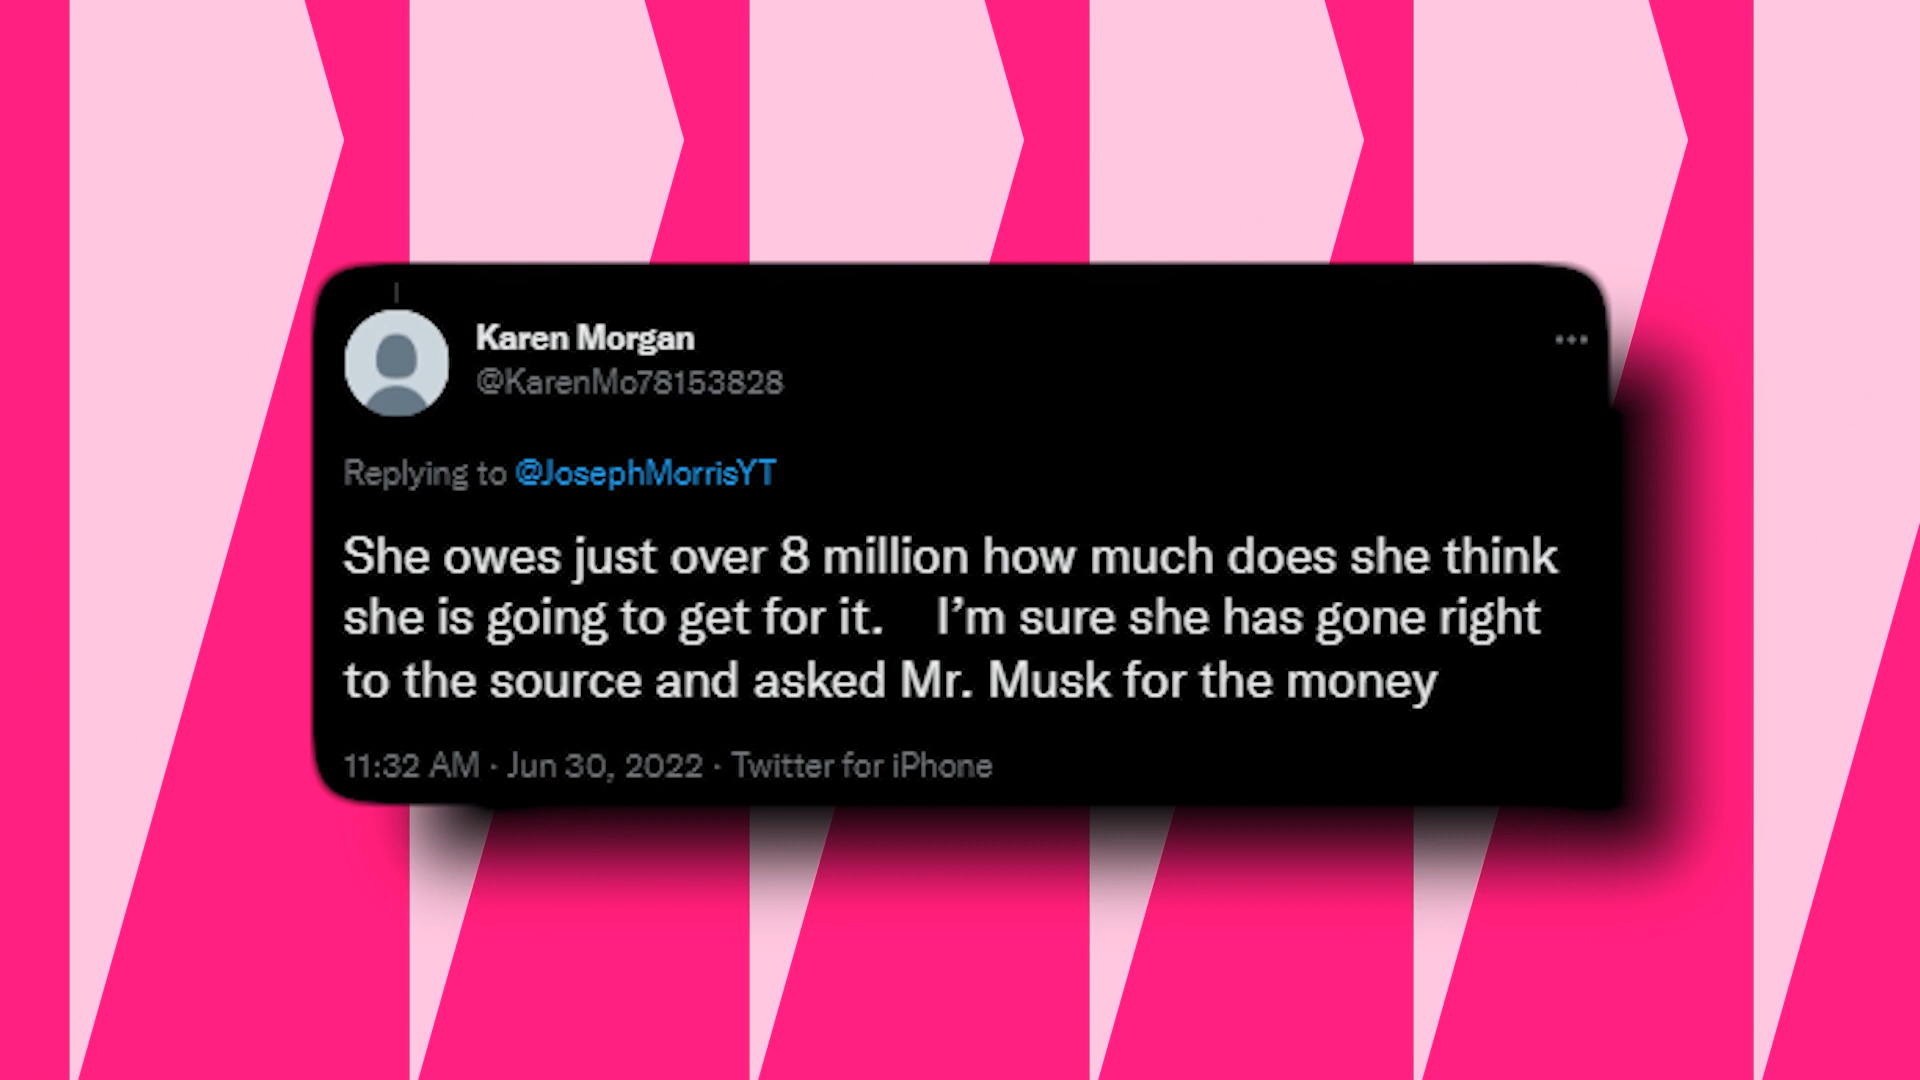 Karen Morgan
@KarenMo78153828
Replying to @JosephMorrisYT
She owes just over 8 million how much does she think
she is going to get for it.    I’m sure she has gone right
to the source and asked Mr. Musk for the money
11:32 AM · Jun 30, 2022 · Twitter for iPhone